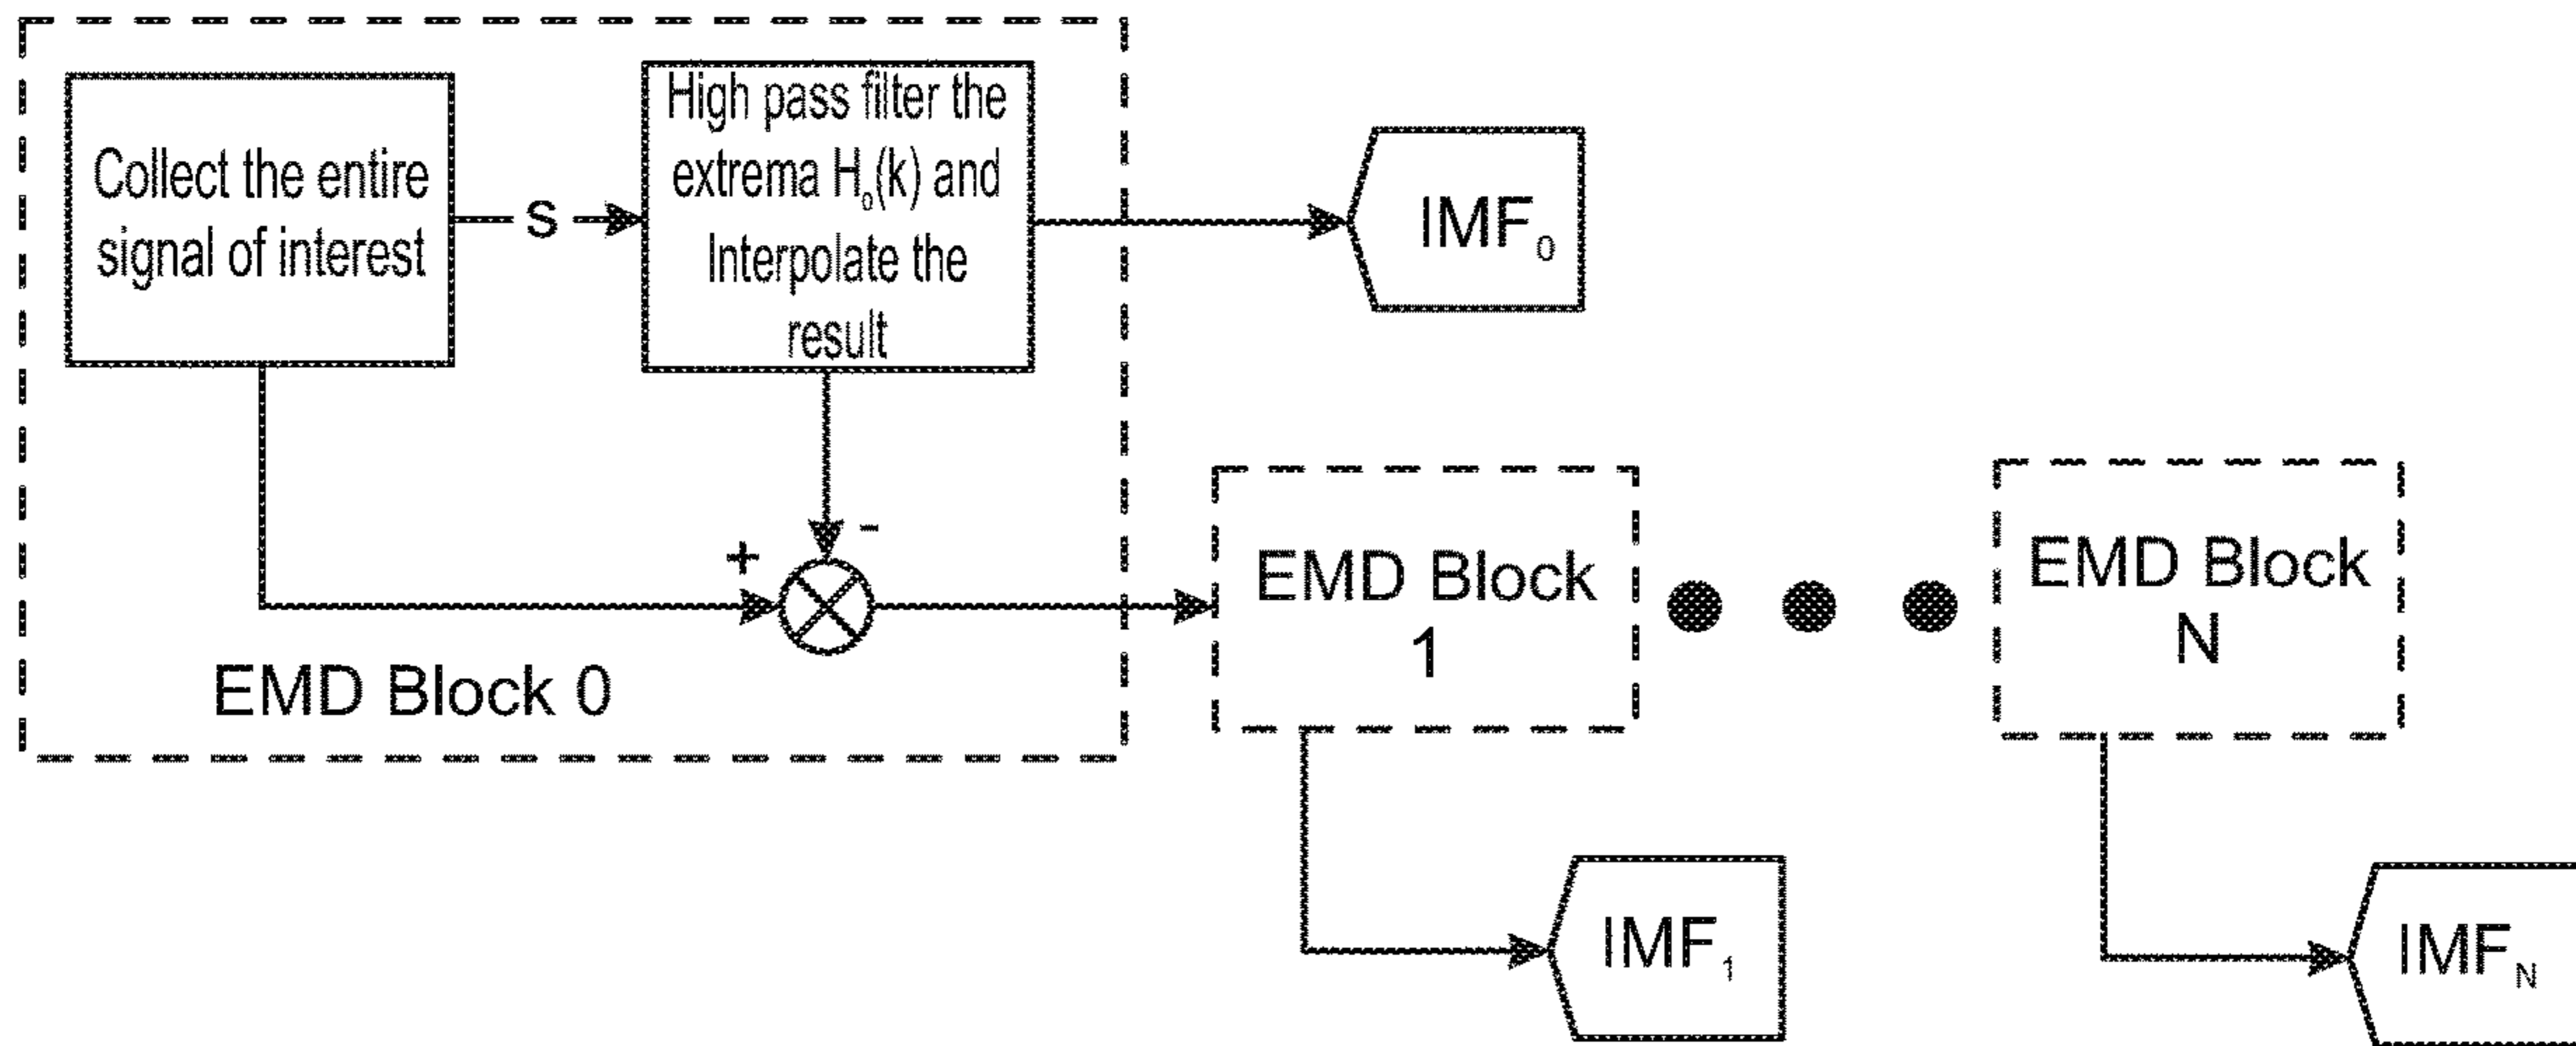 Collect the entire
signal of interest
S
High pass filter the
extrema H₀(k) and
Interpolate the
result
IMF₀
+
-
EMD Block 0
EMD Block
1
EMD Block
N
IMF₁
IMF_N